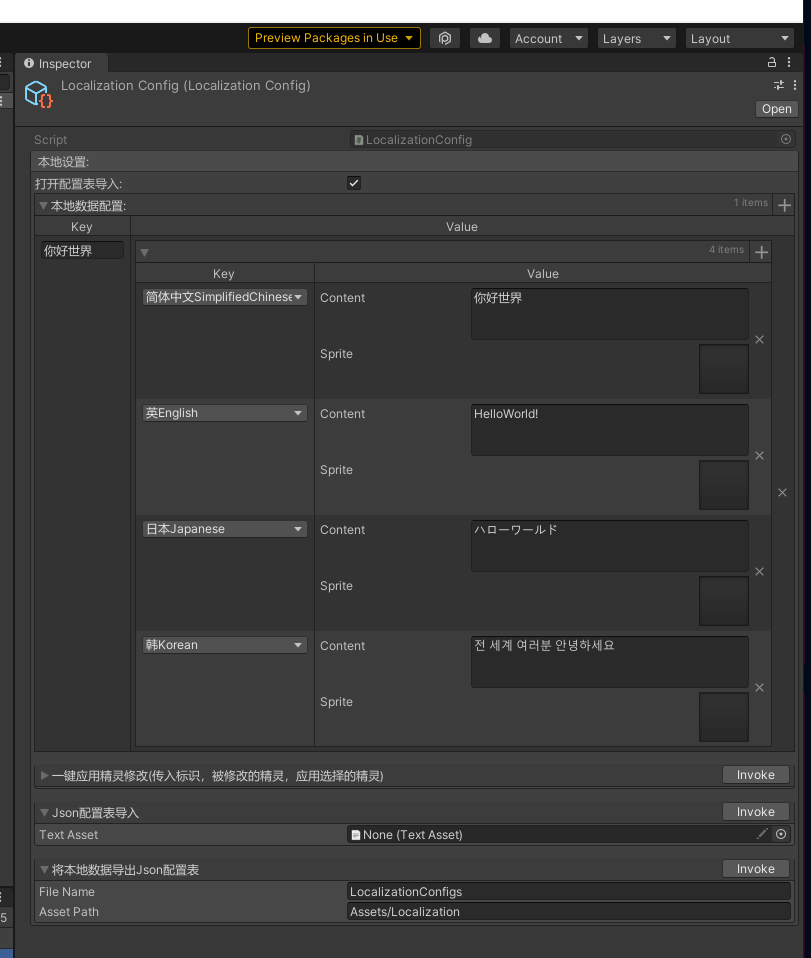 Preview Packages in Use
Account
Layers
Layout
Inspector
Localization Config (Localization Config)
Open
Script
LocalizationConfig
本地设置:
打开配置表导入:
本地数据配置:
1 items
Key
Value
你好世界
4 items
Key
Value
简体中文SimplifiedChinese
Content
你好世界
Sprite
英English
Content
HelloWorld!
Sprite
日本Japanese
Content
ハローワールド
Sprite
韩Korean
Content
전 세계 여러분 안녕하세요
Sprite
一键应用精灵修改(传入标识，被修改的精灵，应用选择的精灵)
Invoke
Json配置表导入
Invoke
Text Asset
None (Text Asset)
将本地数据导出Json配置表
Invoke
File Name
LocalizationConfigs
Asset Path
Assets/Localization
5